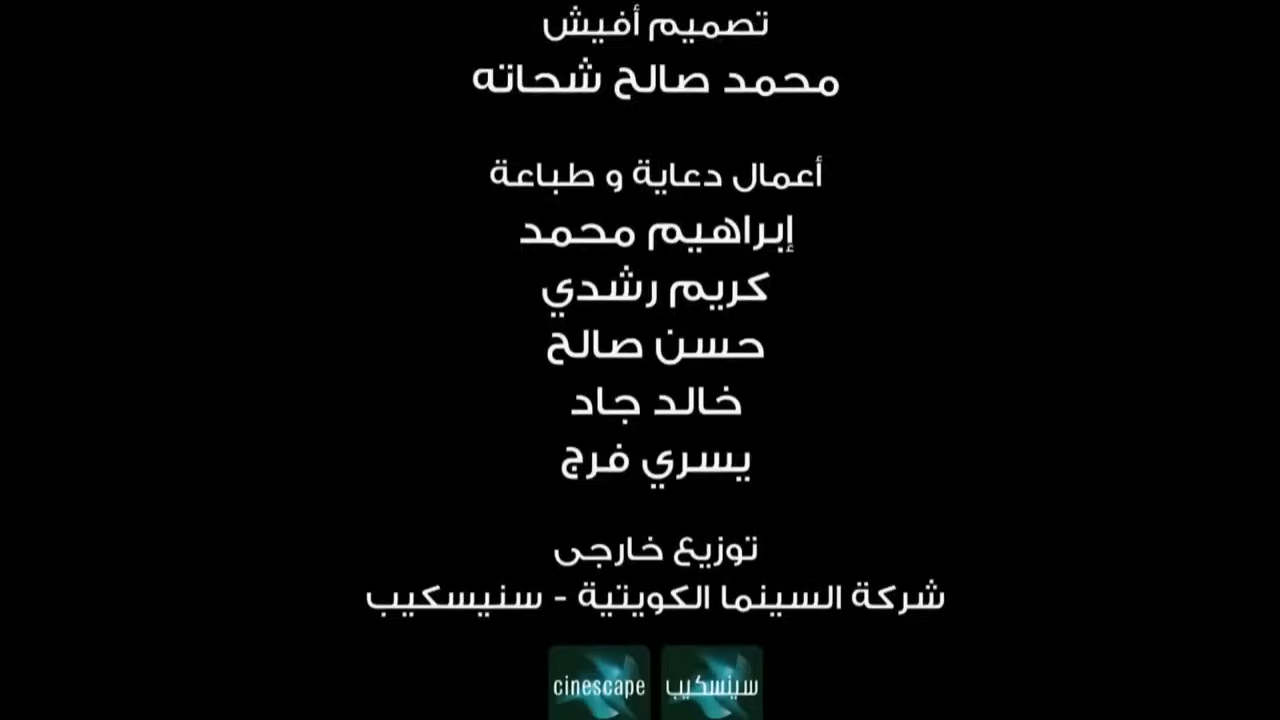 تصميم أفيش
محمد صالح شحاته
أعمال دعاية و طباعة
إبراهيم محمد
كريم رشدي
حسن صالح
خالد جاد
يسري فرج
توزيع خارجى
شركة السينما الكويتية - سنيسكيب
cinescape سينسكيب